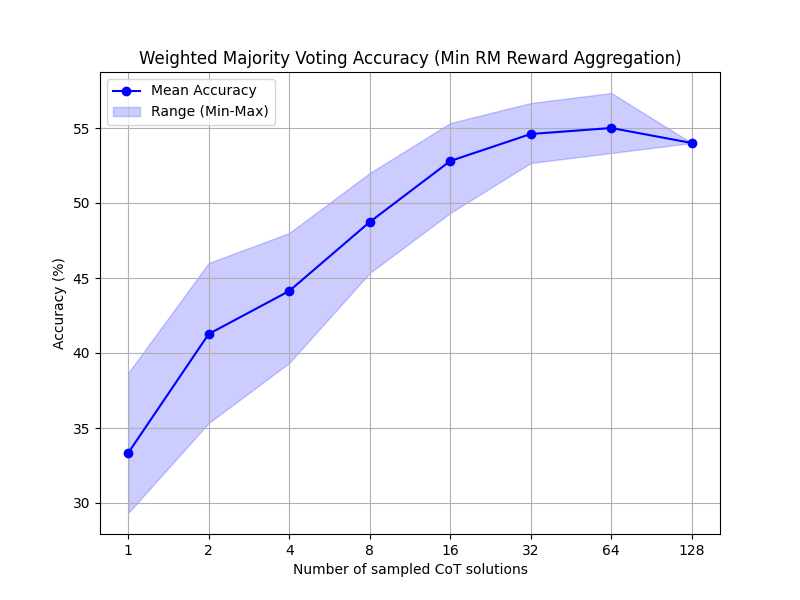 Weighted Majority Voting Accuracy (Min RM Reward Aggregation)
Mean Accuracy
Range (Min-Max)
Accuracy (%)
55
50
45
40
35
30
1 2 4 8 16 32 64 128
Number of sampled CoT solutions